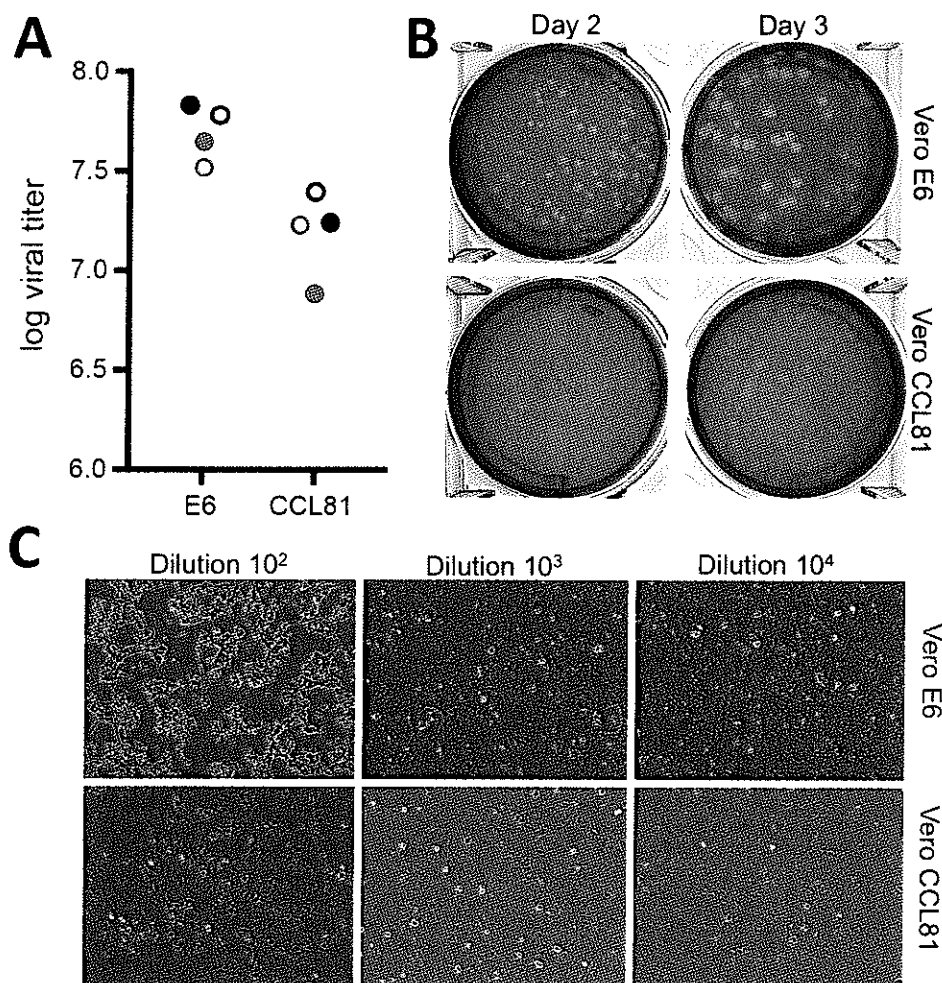 A
8.0
7.5
7.0
6.5
6.0
log viral titer
E6
CCL81
B
Day 2
Day 3
Vero E6
Vero CCL81
C
Dilution 10²
Dilution 10³
Dilution 10⁴
Vero E6
Vero CCL81